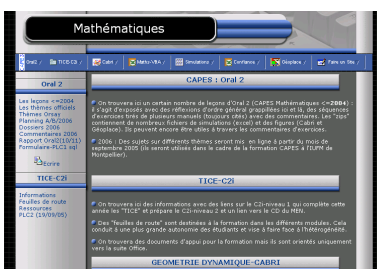 Mathématiques
Oral2 / TICE-C2i / Cabri / Maths-VBA / Simulations / Confiance / Géoplace / Faire un Site /
Oral 2
Les leçons <=2004
Les thèmes officiels
Thèmes Orsay
Planning A/B/2006
Dossiers 2006
Commentaires 2006
Rapport Oral2(10/11)
Formulaire-PLC1 sql
Ecrire
TICE-C2i
Informations
Feuilles de route
Ressources
PLC2 (19/09/05)
CAPES : Oral 2
On trouvera ici un certain nombre de leçons d'Oral 2 (CAPES Mathématiques <=2004) :
il s'agit d'exposés avec des réflexions d'ordre général grappillées ici et là, des séquences
d'exercices tirés de plusieurs manuels (toujours cités) avec des commentaires. Les "zips"
contiennent de nombreux fichiers de simulations (excel) et des figures (Cabri et
Géoplace). Ils peuvent encore être utiles à travers les commentaires d'exercices.
2006 : Des sujets sur différents thèmes seront mis en ligne à partir du mois de
septembre 2005 (ils seront utilisés dans le cadre de la formation CAPES à l'IUFM de
Montpellier).
TICE-C2i
On trouvera ici des informations avec des liens sur le C2i-niveau 1 qui complète cette
année les "TICE" et prépare le C2i-niveau 2 et un lien vers le CD du MEN.
Des "feuilles de route" sont destinées à la formation dans les différents modules. Cela
conduit à une plus grande autonomie des étudiants et vise à faire face à l'hétérogénéité.
On trouvera des documents d'appui pour la formation mais ils sont orientés uniquement
vers la suite Office.
GEOMETRIE DYNAMIQUE-CABRI